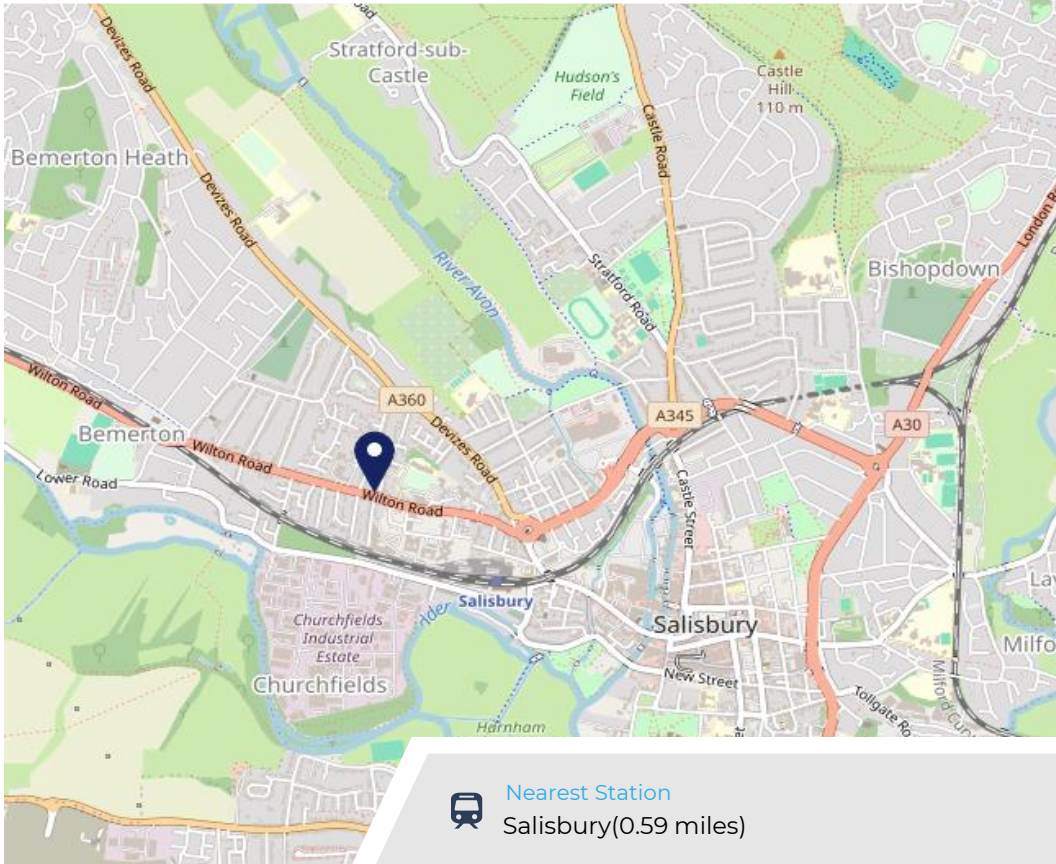 Devizes Road
Road
Stratford-sub-
Castle
Hudson's
Field
Castle
Hill
110 m
Castle Road
Bemerton Heath
Devizes Road
London R
River Avon
Stratford Road
Bishopdown
Wilton Road
A360
A345
A30
Bemerton
Wilton Road
Devizes Road
Lower Road
Wilton Road
Castle Street
Salisbury
Churchfields
Industrial
Estate
Salisbury
Churchfields
New Street
Milfo
Tollgate Ro
Harnham
Nearest Station
Salisbury(0.59 miles)